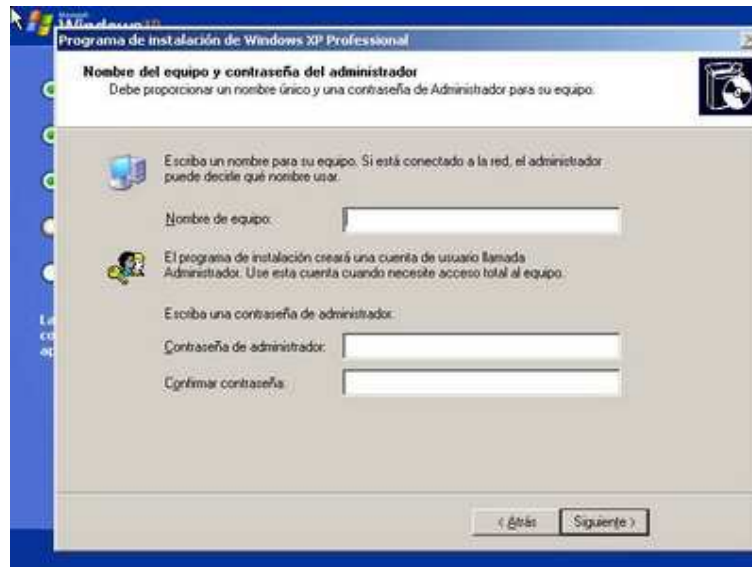 Microsoft
Windows XP
Programa de instalación de Windows XP Professional
Nombre del equipo y contraseña del administrador
Debe proporcionar un nombre único y una contraseña de Administrador para su equipo.
Escriba un nombre para su equipo. Si está conectado a la red, el administrador
puede decirle qué nombre usar.
Nombre de equipo:
El programa de instalación creará una cuenta de usuario llamada
Administrador. Use esta cuenta cuando necesite acceso total al equipo.
Escriba una contraseña de administrador.
Contraseña de administrador:
Confirmar contraseña:
< Atrás
Siguiente >